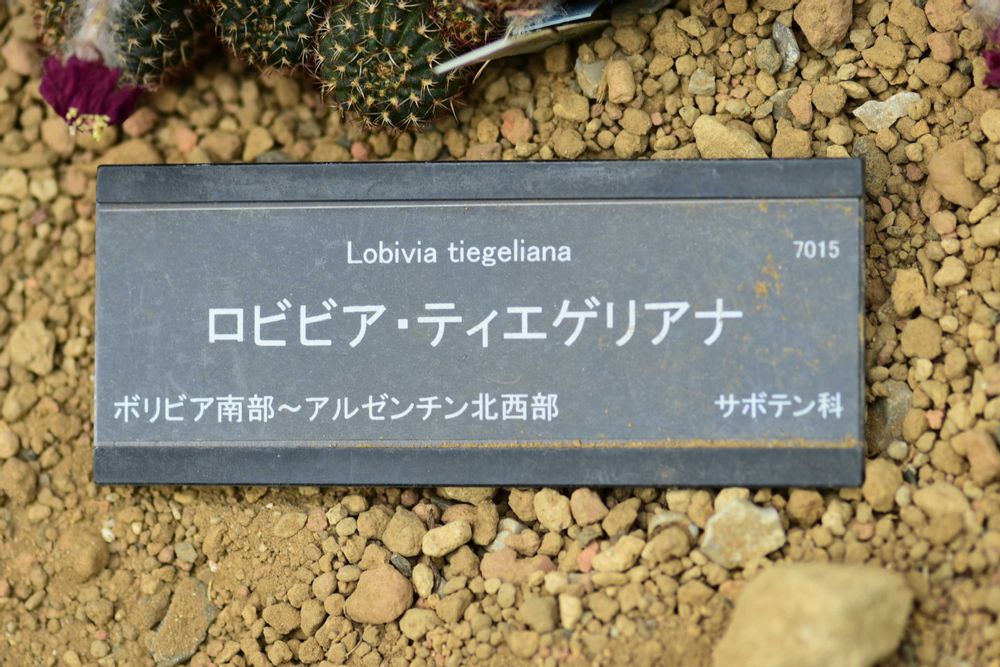 Lobivia tiegeliana 7015
ロビビア・ティエゲリアナ
ボリビア南部～アルゼンチン北西部 サボテン科